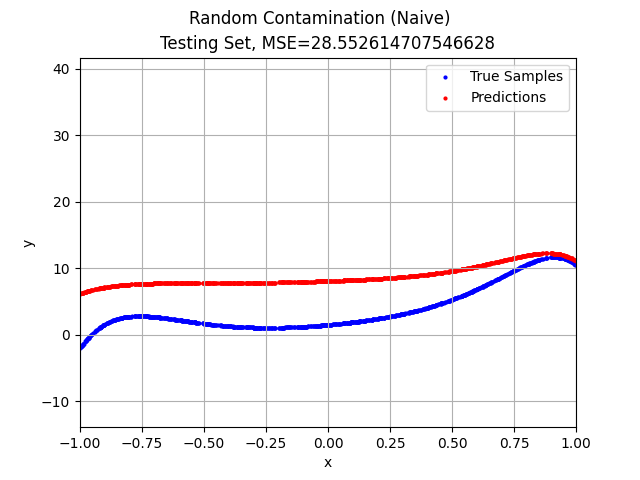 Random Contamination (Naive)
Testing Set, MSE=28.552614707546628
True Samples
Predictions
40
30
20
10
0
−10
y
−1.00 −0.75 −0.50 −0.25 0.00 0.25 0.50 0.75 1.00
x